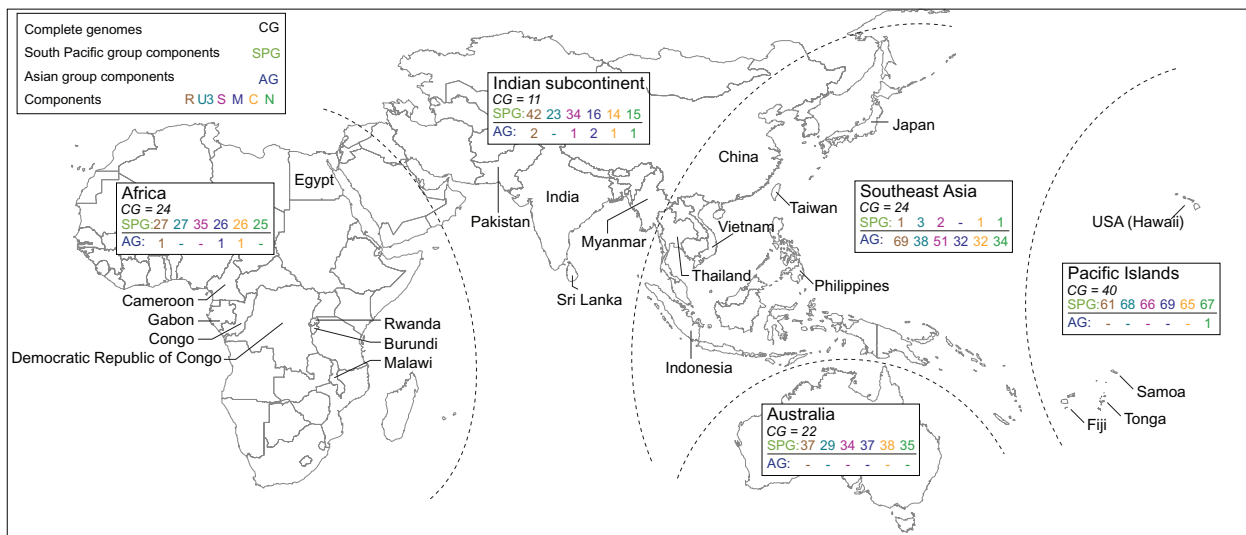 Complete genomes CG
South Pacific group components SPG
Asian group components AG
Components R U3 S M C N
Indian subcontinent
CG = 11
SPG: 42 23 34 16 14 15
AG: 2 - 1 2 1 1
Japan
China
Egypt
Africa
CG = 24
SPG: 27 27 35 26 26 25
AG: 1 - - 1 1 -
India
Pakistan
Myanmar
Vietnam
Taiwan
Southeast Asia
CG = 24
SPG: 1 3 2 - 1 1
AG: 69 38 51 32 32 34
USA (Hawaii)
Thailand
Philippines
Sri Lanka
Pacific Islands
CG = 40
SPG: 61 68 66 69 65 67
AG: - - - - - 1
Cameroon
Gabon
Congo
Democratic Republic of Congo
Rwanda
Burundi
Malawi
Indonesia
Samoa
Tonga
Fiji
Australia
CG = 22
SPG: 37 29 34 37 38 35
AG: - - - - - -